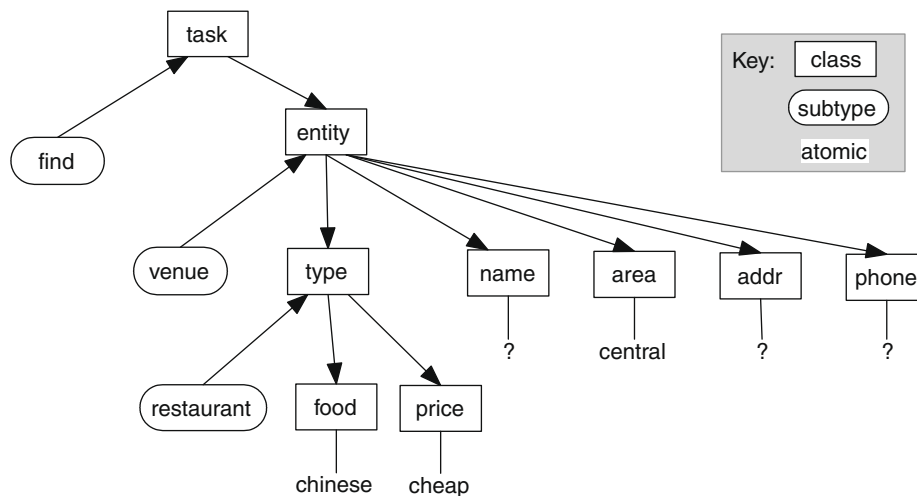 task
Key: class
subtype
atomic
entity
find
venue
type
name
area
addr
phone
?
central
?
?
restaurant
food
price
chinese
cheap